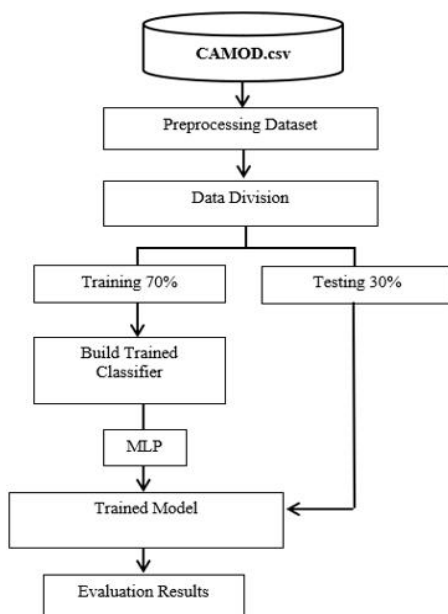 CAMOD.csv
Preprocessing Dataset
Data Division
Training 70%
Testing 30%
Build Trained
Classifier
MLP
Trained Model
Evaluation Results